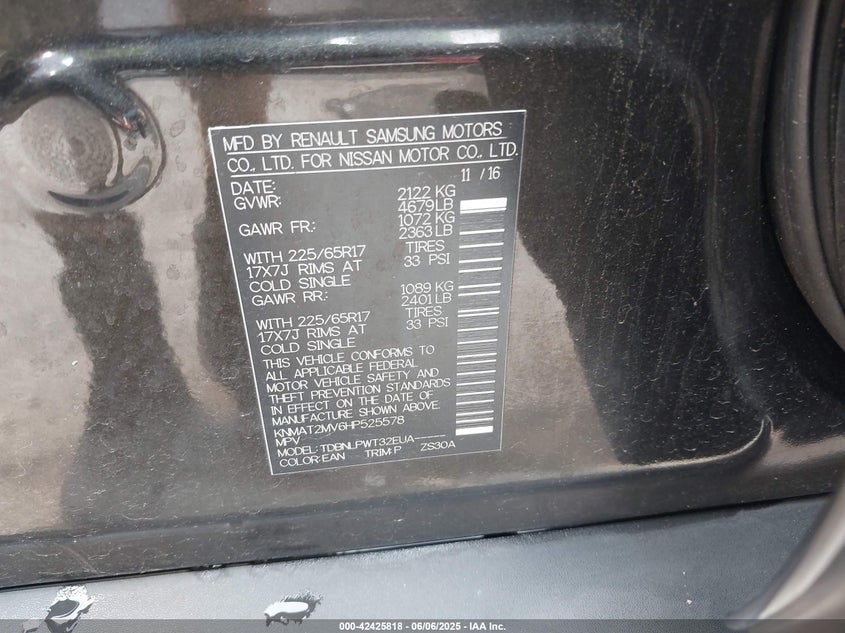 MFD BY RENAULT SAMSUNG MOTORS
CO., LTD. FOR NISSAN MOTOR CO., LTD.
DATE: 11 / 16
GVWR: 2122 KG
4679 LB
GAWR FR.: 1072 KG
2363 LB
WITH 225/65R17 TIRES
17X7J RIMS AT 33 PSI
COLD SINGLE
GAWR RR.: 1089 KG
2401 LB
WITH 225/65R17 TIRES
17X7J RIMS AT 33 PSI
COLD SINGLE
THIS VEHICLE CONFORMS TO
ALL APPLICABLE FEDERAL
MOTOR VEHICLE SAFETY AND
THEFT PREVENTION STANDARDS
IN EFFECT ON THE DATE OF
MANUFACTURE SHOWN ABOVE.
KNMAT2MV6HP525578
MPV
MODEL: TDBNLPWT32EUA-----
COLOR:EAN TRIM:P ZS30A
000-42425818 - 06/06/2025 - IAA Inc.